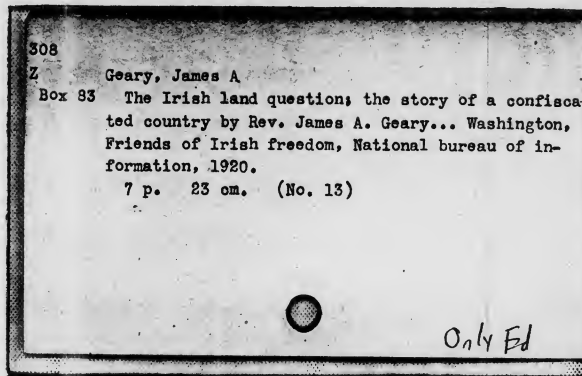 308
Z Geary, James A
Box 83 The Irish land question; the story of a confisca-
ted country by Rev. James A. Geary... Washington,
Friends of Irish freedom, National bureau of in-
formation, 1920.
7 p. 23 cm. (No. 13)
Only Ed